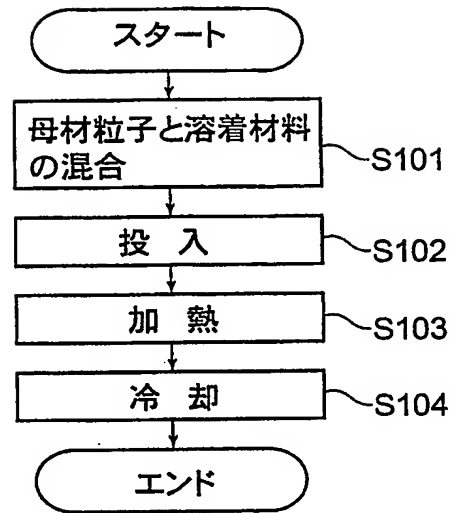 スタート
母材粒子と溶着材料
の混合
S101
投 入
S102
加 熱
S103
冷 却
S104
エンド